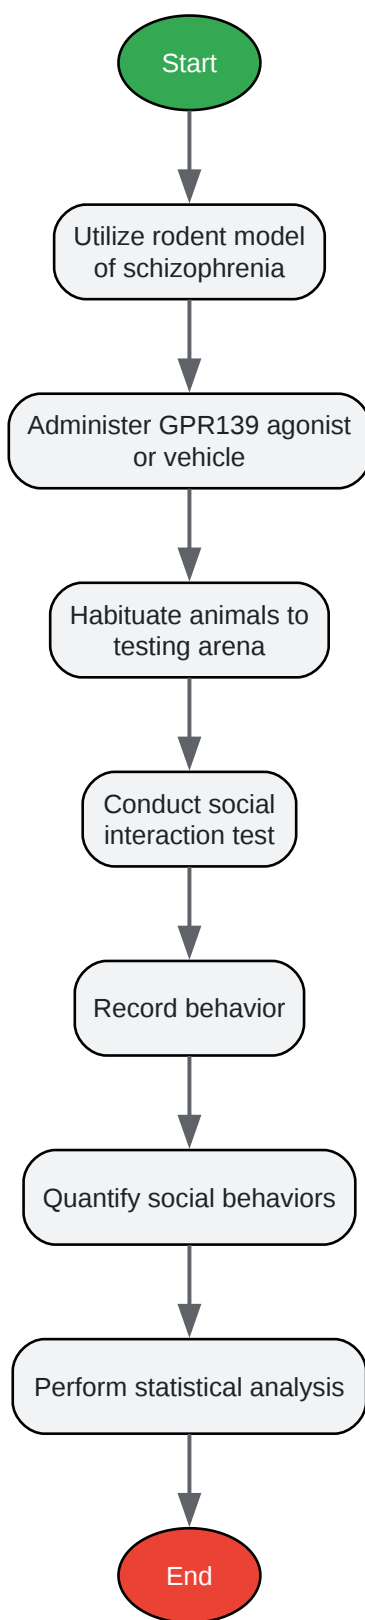 Start
Utilize rodent model
of schizophrenia
Administer GPR139 agonist
or vehicle
Habituate animals to
testing arena
Conduct social
interaction test
Record behavior
Quantify social behaviors
Perform statistical analysis
End